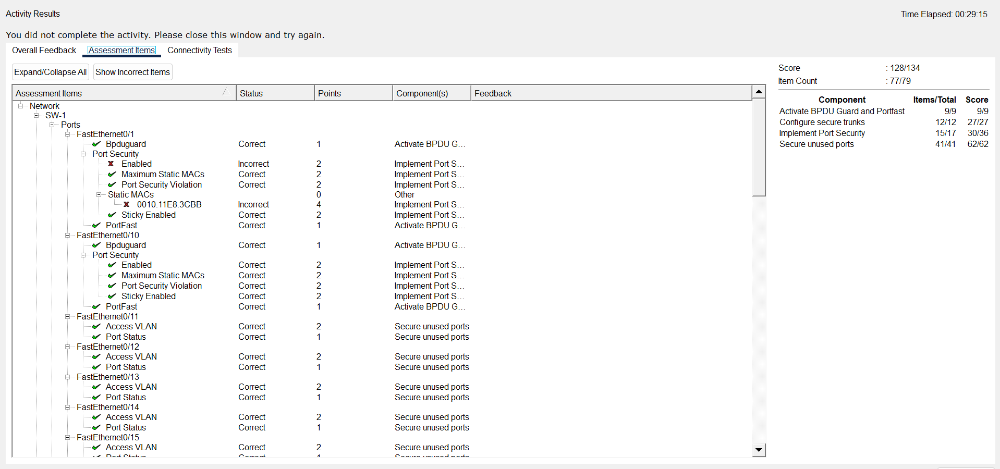 Activity Results
Time Elapsed: 00:29:15
You did not complete the activity. Please close this window and try again.
Overall Feedback Assessment Items Connectivity Tests
Expand/Collapse All Show Incorrect Items
Score : 128/134
Item Count : 77/79
Assessment Items Status Points Component(s) Feedback
Network
SW-1
Ports
FastEthernet0/1
Bpduguard Correct 1 Activate BPDU G...
Port Security
Enabled Incorrect 2 Implement Port S...
Maximum Static MACs Correct 2 Implement Port S...
Port Security Violation Correct 2 Implement Port S...
Static MACs 0 Other
0010.11E8.3CBB Incorrect 4 Implement Port S...
Sticky Enabled Correct 2 Implement Port S...
PortFast Correct 1 Activate BPDU G...
FastEthernet0/10
Bpduguard Correct 1 Activate BPDU G...
Port Security
Enabled Correct 2 Implement Port S...
Maximum Static MACs Correct 2 Implement Port S...
Port Security Violation Correct 2 Implement Port S...
Sticky Enabled Correct 2 Implement Port S...
PortFast Correct 1 Activate BPDU G...
FastEthernet0/11
Access VLAN Correct 2 Secure unused ports
Port Status Correct 1 Secure unused ports
FastEthernet0/12
Access VLAN Correct 2 Secure unused ports
Port Status Correct 1 Secure unused ports
FastEthernet0/13
Access VLAN Correct 2 Secure unused ports
Port Status Correct 1 Secure unused ports
FastEthernet0/14
Access VLAN Correct 2 Secure unused ports
Port Status Correct 1 Secure unused ports
FastEthernet0/15
Access VLAN Correct 2 Secure unused ports
Port Status Correct 1 Secure unused ports
Component Items/Total Score
Activate BPDU Guard and Portfast 9/9 9/9
Configure secure trunks 12/12 27/27
Implement Port Security 15/17 30/36
Secure unused ports 41/41 62/62